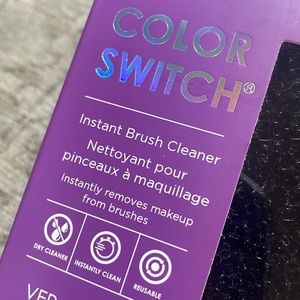 COLOR
SWITCH®
Instant Brush Cleaner
Nettoyant pour
pinceaux à maquillage
Instantly removes makeup
from brushes
DRY CLEANER
INSTANTLY CLEAN
REUSABLE